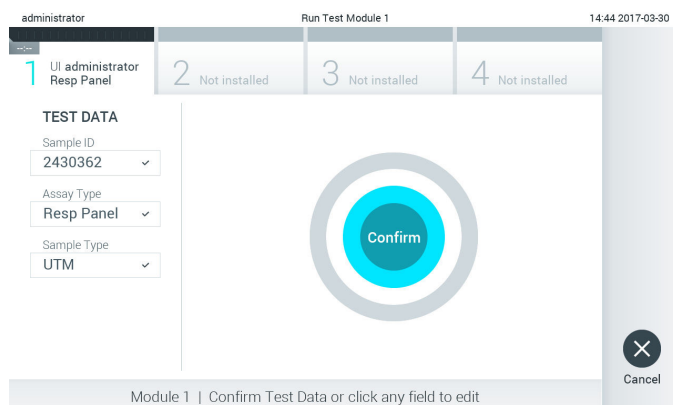 administrator Run Test Module 1 14:44 2017-03-30
--:--
1 UI administrator
Resp Panel
2 Not installed
3 Not installed
4 Not installed
TEST DATA
Sample ID
2430362
Assay Type
Resp Panel
Sample Type
UTM
Confirm
Cancel
Module 1 | Confirm Test Data or click any field to edit